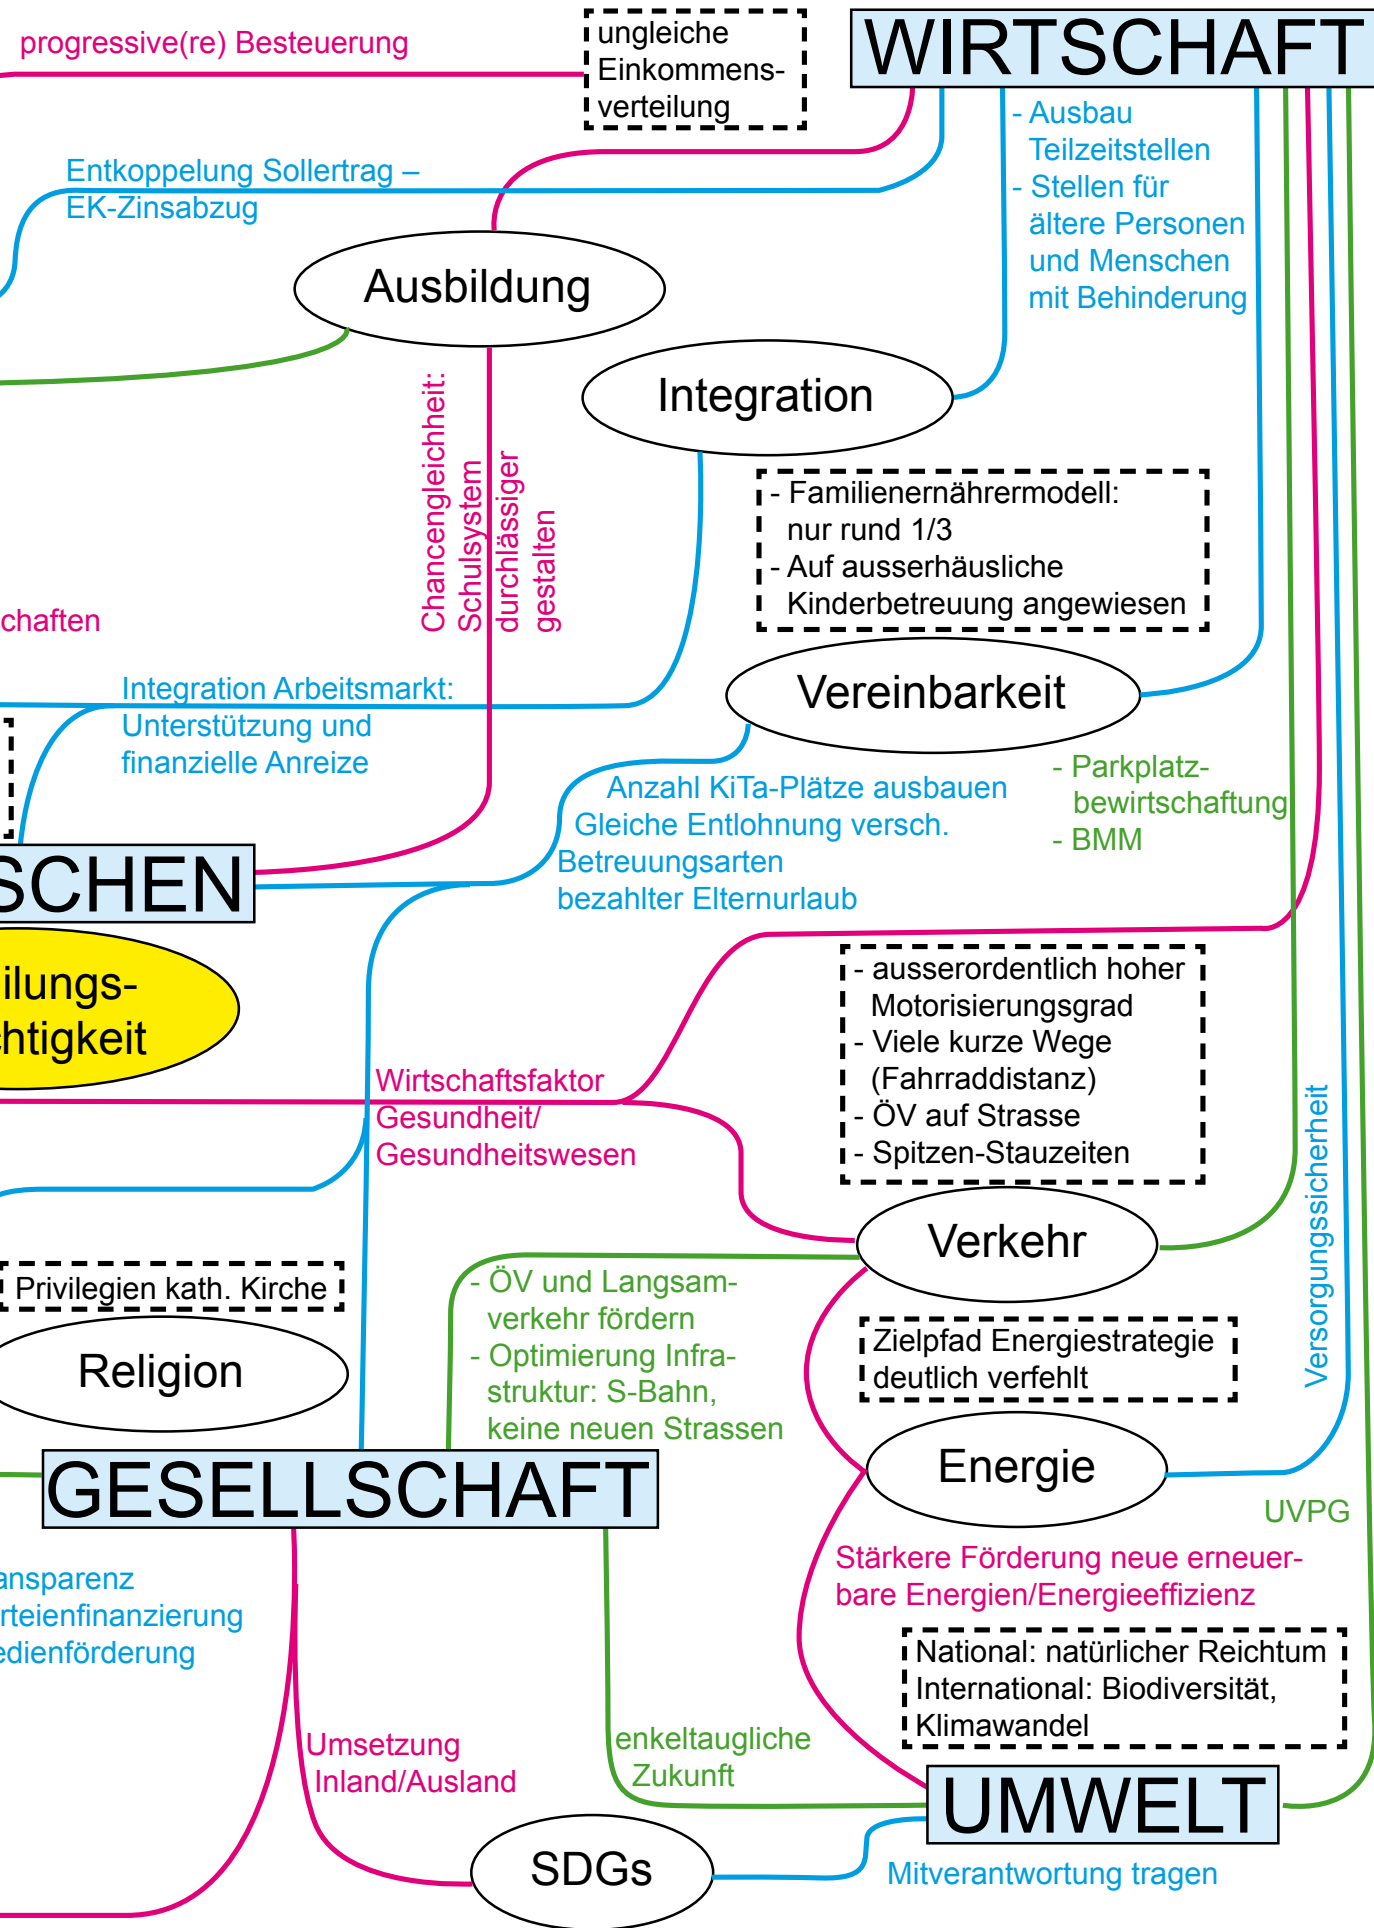 progressive(re) Besteuerung
ungleiche
Einkommens-
verteilung
WIRTSCHAFT
- Ausbau
Teilzeitstellen
- Stellen für
ältere Personen
und Menschen
mit Behinderung
Entkoppelung Sollertrag –
EK-Zinsabzug
Ausbildung
Integration
Chancengleichheit:
Schulsystem
durchlässiger
gestalten
- Familienernährermodell:
nur rund 1/3
- Auf ausserhäusliche
Kinderbetreuung angewiesen
chaften
Integration Arbeitsmarkt:
Unterstützung und
finanzielle Anreize
Vereinbarkeit
- Parkplatz-
bewirtschaftung
- BMM
Anzahl KiTa-Plätze ausbauen
Gleiche Entlohnung versch.
Betreuungsarten
bezahlter Elternurlaub
SCHEN
ilungs-
htigkeit
- ausserordentlich hoher
Motorisierungsgrad
- Viele kurze Wege
(Fahrraddistanz)
- ÖV auf Strasse
- Spitzen-Stauzeiten
Wirtschaftsfaktor
Gesundheit/
Gesundheitswesen
Versorgungssicherheit
Verkehr
Privilegien kath. Kirche
Religion
- ÖV und Langsam-
verkehr fördern
- Optimierung Infra-
struktur: S-Bahn,
keine neuen Strassen
Zielpfad Energiestrategie
deutlich verfehlt
Energie
GESELLSCHAFT
UVPG
Stärkere Förderung neue erneuer-
bare Energien/Energieeffizienz
ansparenz
rteienfinanzierung
edienförderung
National: natürlicher Reichtum
International: Biodiversität,
Klimawandel
Umsetzung
Inland/Ausland
enkeltaugliche
Zukunft
UMWELT
SDGs
Mitverantwortung tragen